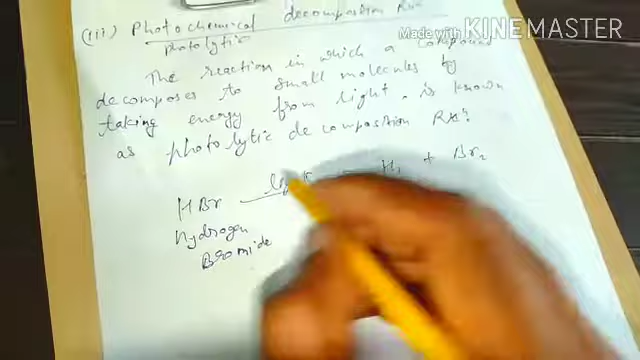 Made with KINEMASTER
(iii) Photochemical decomposition Rxn
photolytic
The reaction in which a compound
decomposes to small molecules by
taking energy from light. is known
as photolytic decomposition Rxn.
HBr H2 + Br2
Hydrogen
Bromide